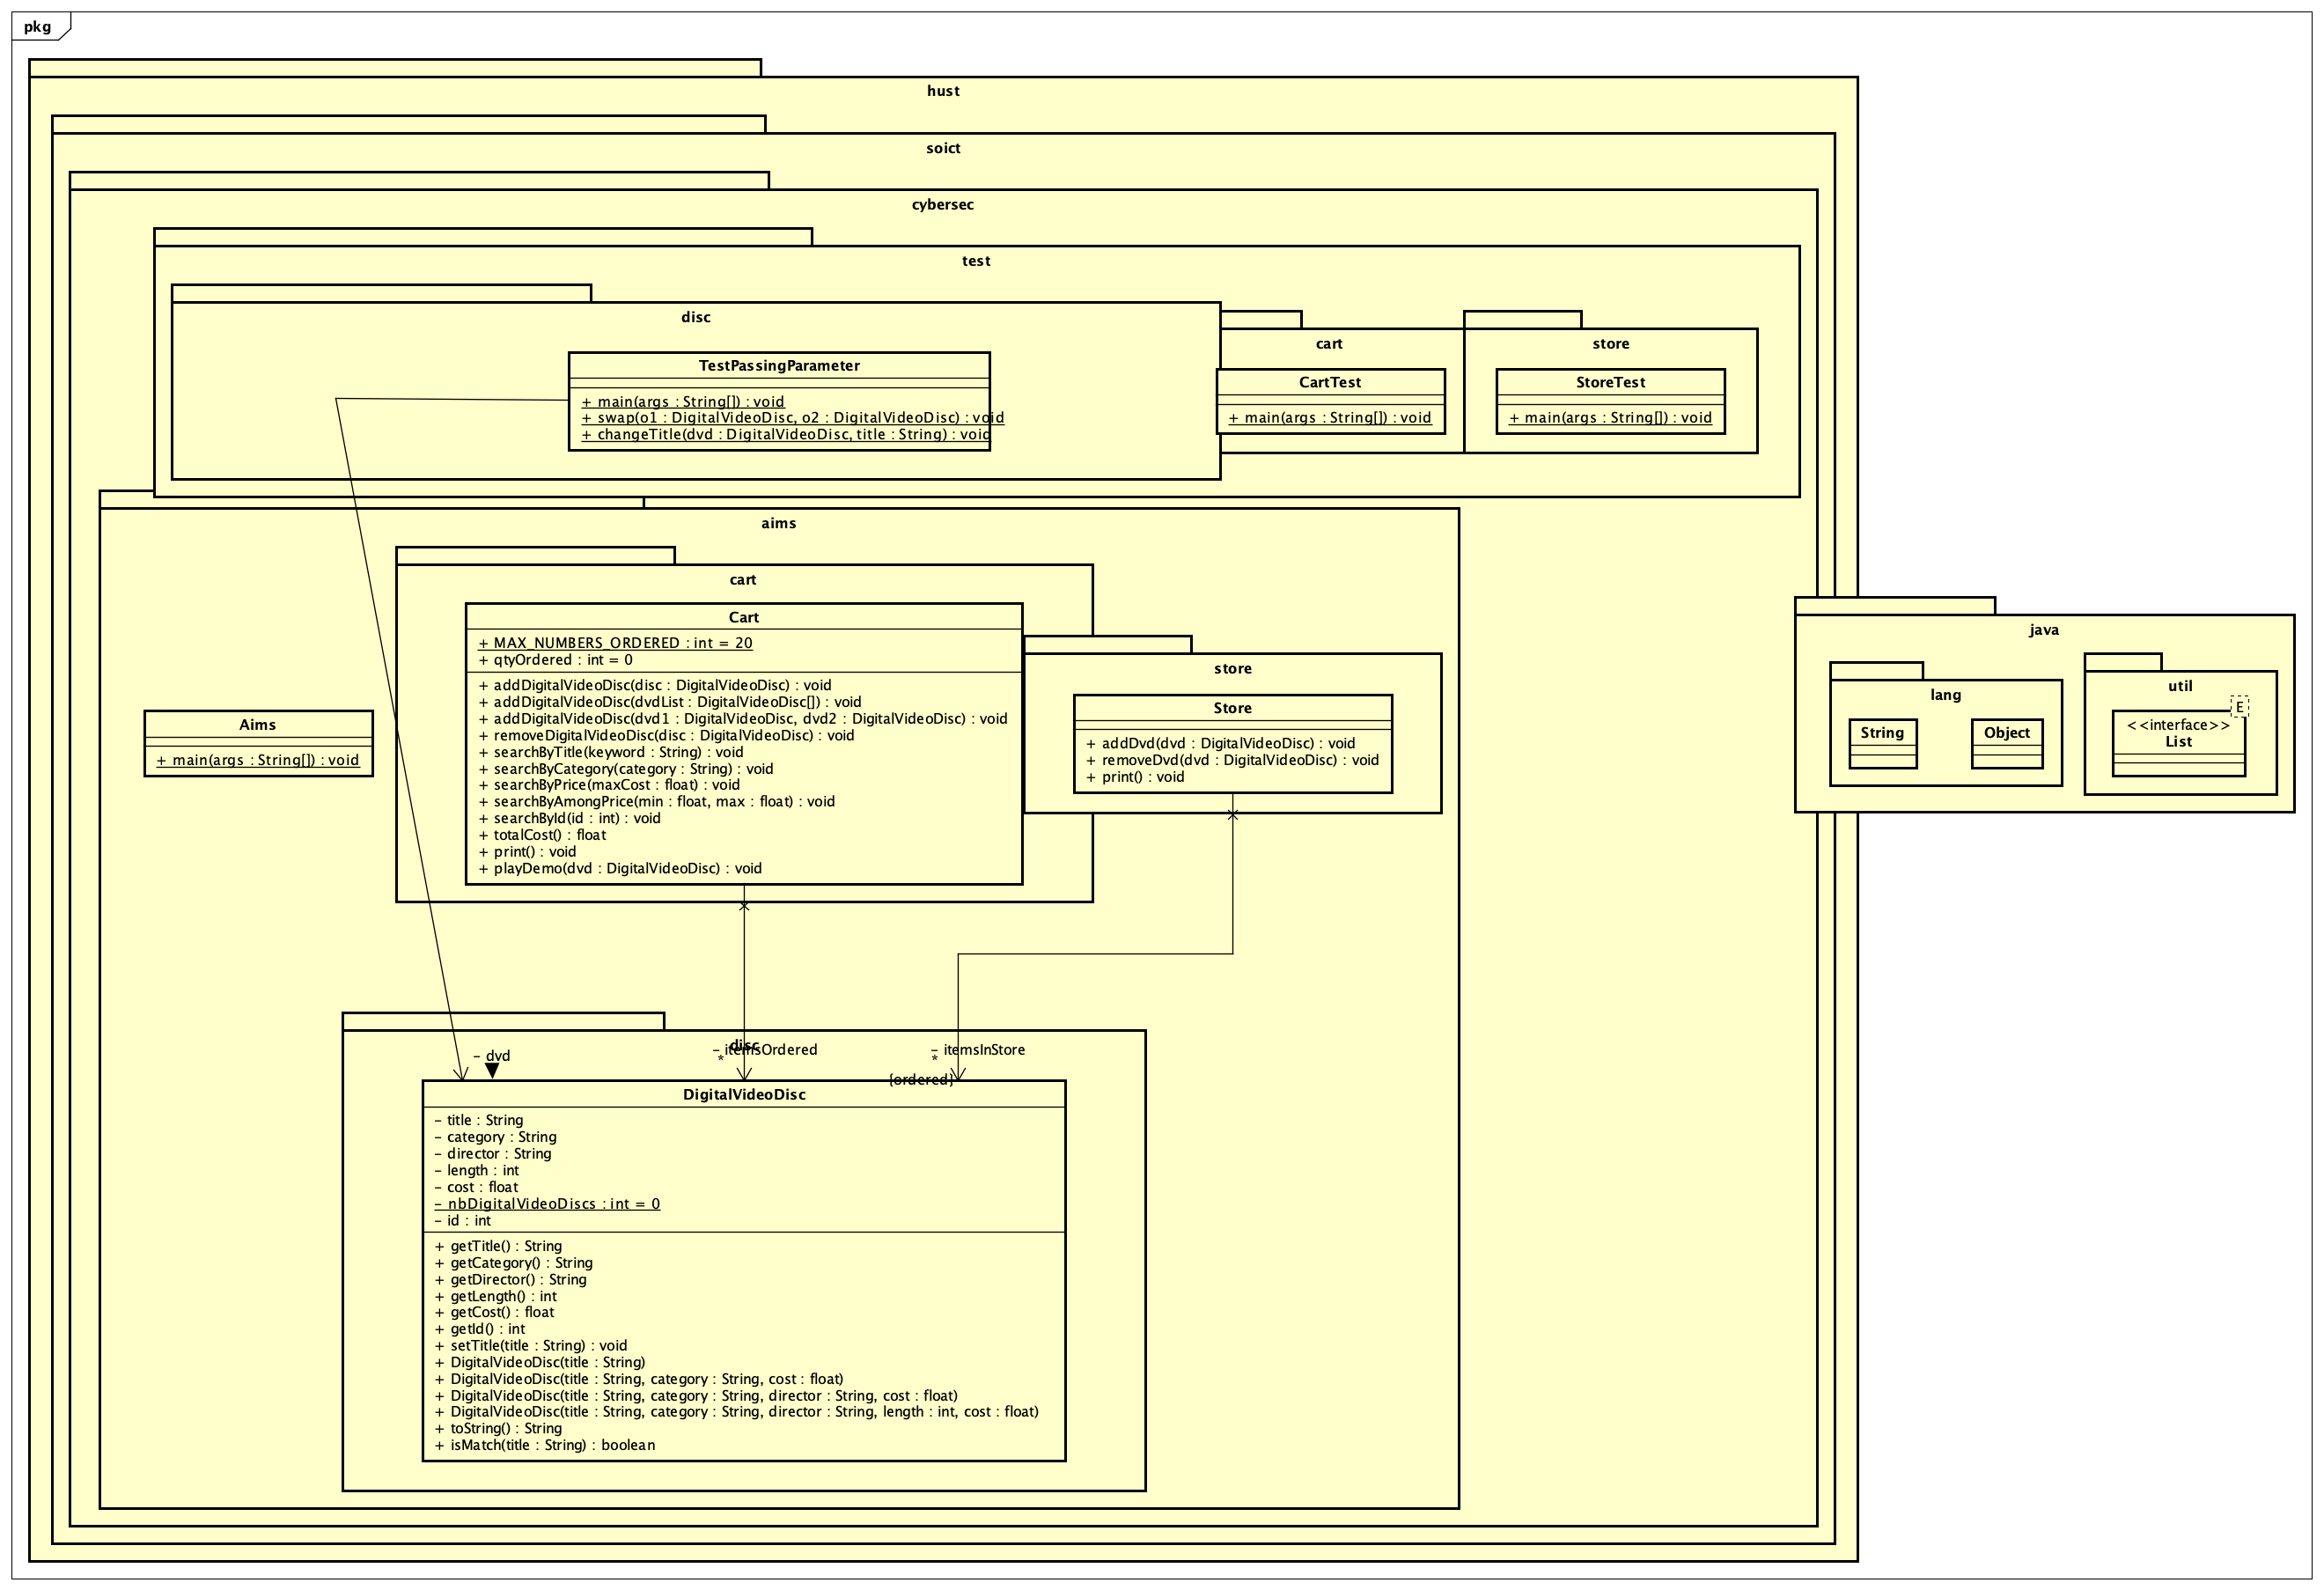 pkg
hust
soict
cybersec
test
disc
TestPassingParameter
+ main(args : String[]) : void
+ swap(o1 : DigitalVideoDisc, o2 : DigitalVideoDisc) : void
+ changeTitle(dvd : DigitalVideoDisc, title : String) : void
cart
CartTest
+ main(args : String[]) : void
store
StoreTest
+ main(args : String[]) : void
aims
Aims
+ main(args : String[]) : void
cart
Cart
+ MAX_NUMBERS_ORDERED : int = 20
+ qtyOrdered : int = 0
+ addDigitalVideoDisc(disc : DigitalVideoDisc) : void
+ addDigitalVideoDisc(dvdList : DigitalVideoDisc[]) : void
+ addDigitalVideoDisc(dvd1 : DigitalVideoDisc, dvd2 : DigitalVideoDisc) : void
+ removeDigitalVideoDisc(disc : DigitalVideoDisc) : void
+ searchByTitle(keyword : String) : void
+ searchByCategory(category : String) : void
+ searchByPrice(maxCost : float) : void
+ searchByAmongPrice(min : float, max : float) : void
+ searchById(id : int) : void
+ totalCost() : float
+ print() : void
+ playDemo(dvd : DigitalVideoDisc) : void
store
Store
+ addDvd(dvd : DigitalVideoDisc) : void
+ removeDvd(dvd : DigitalVideoDisc) : void
+ print() : void
java
lang
String
Object
util
E
<<interface>>
List
disc
- dvd
- itemsOrdered
*
- itemsInStore
*
{ordered}
DigitalVideoDisc
- title : String
- category : String
- director : String
- length : int
- cost : float
- nbDigitalVideoDiscs : int = 0
- id : int
+ getTitle() : String
+ getCategory() : String
+ getDirector() : String
+ getLength() : int
+ getCost() : float
+ getId() : int
+ setTitle(title : String) : void
+ DigitalVideoDisc(title : String)
+ DigitalVideoDisc(title : String, category : String, cost : float)
+ DigitalVideoDisc(title : String, category : String, director : String, cost : float)
+ DigitalVideoDisc(title : String, category : String, director : String, length : int, cost : float)
+ toString() : String
+ isMatch(title : String) : boolean